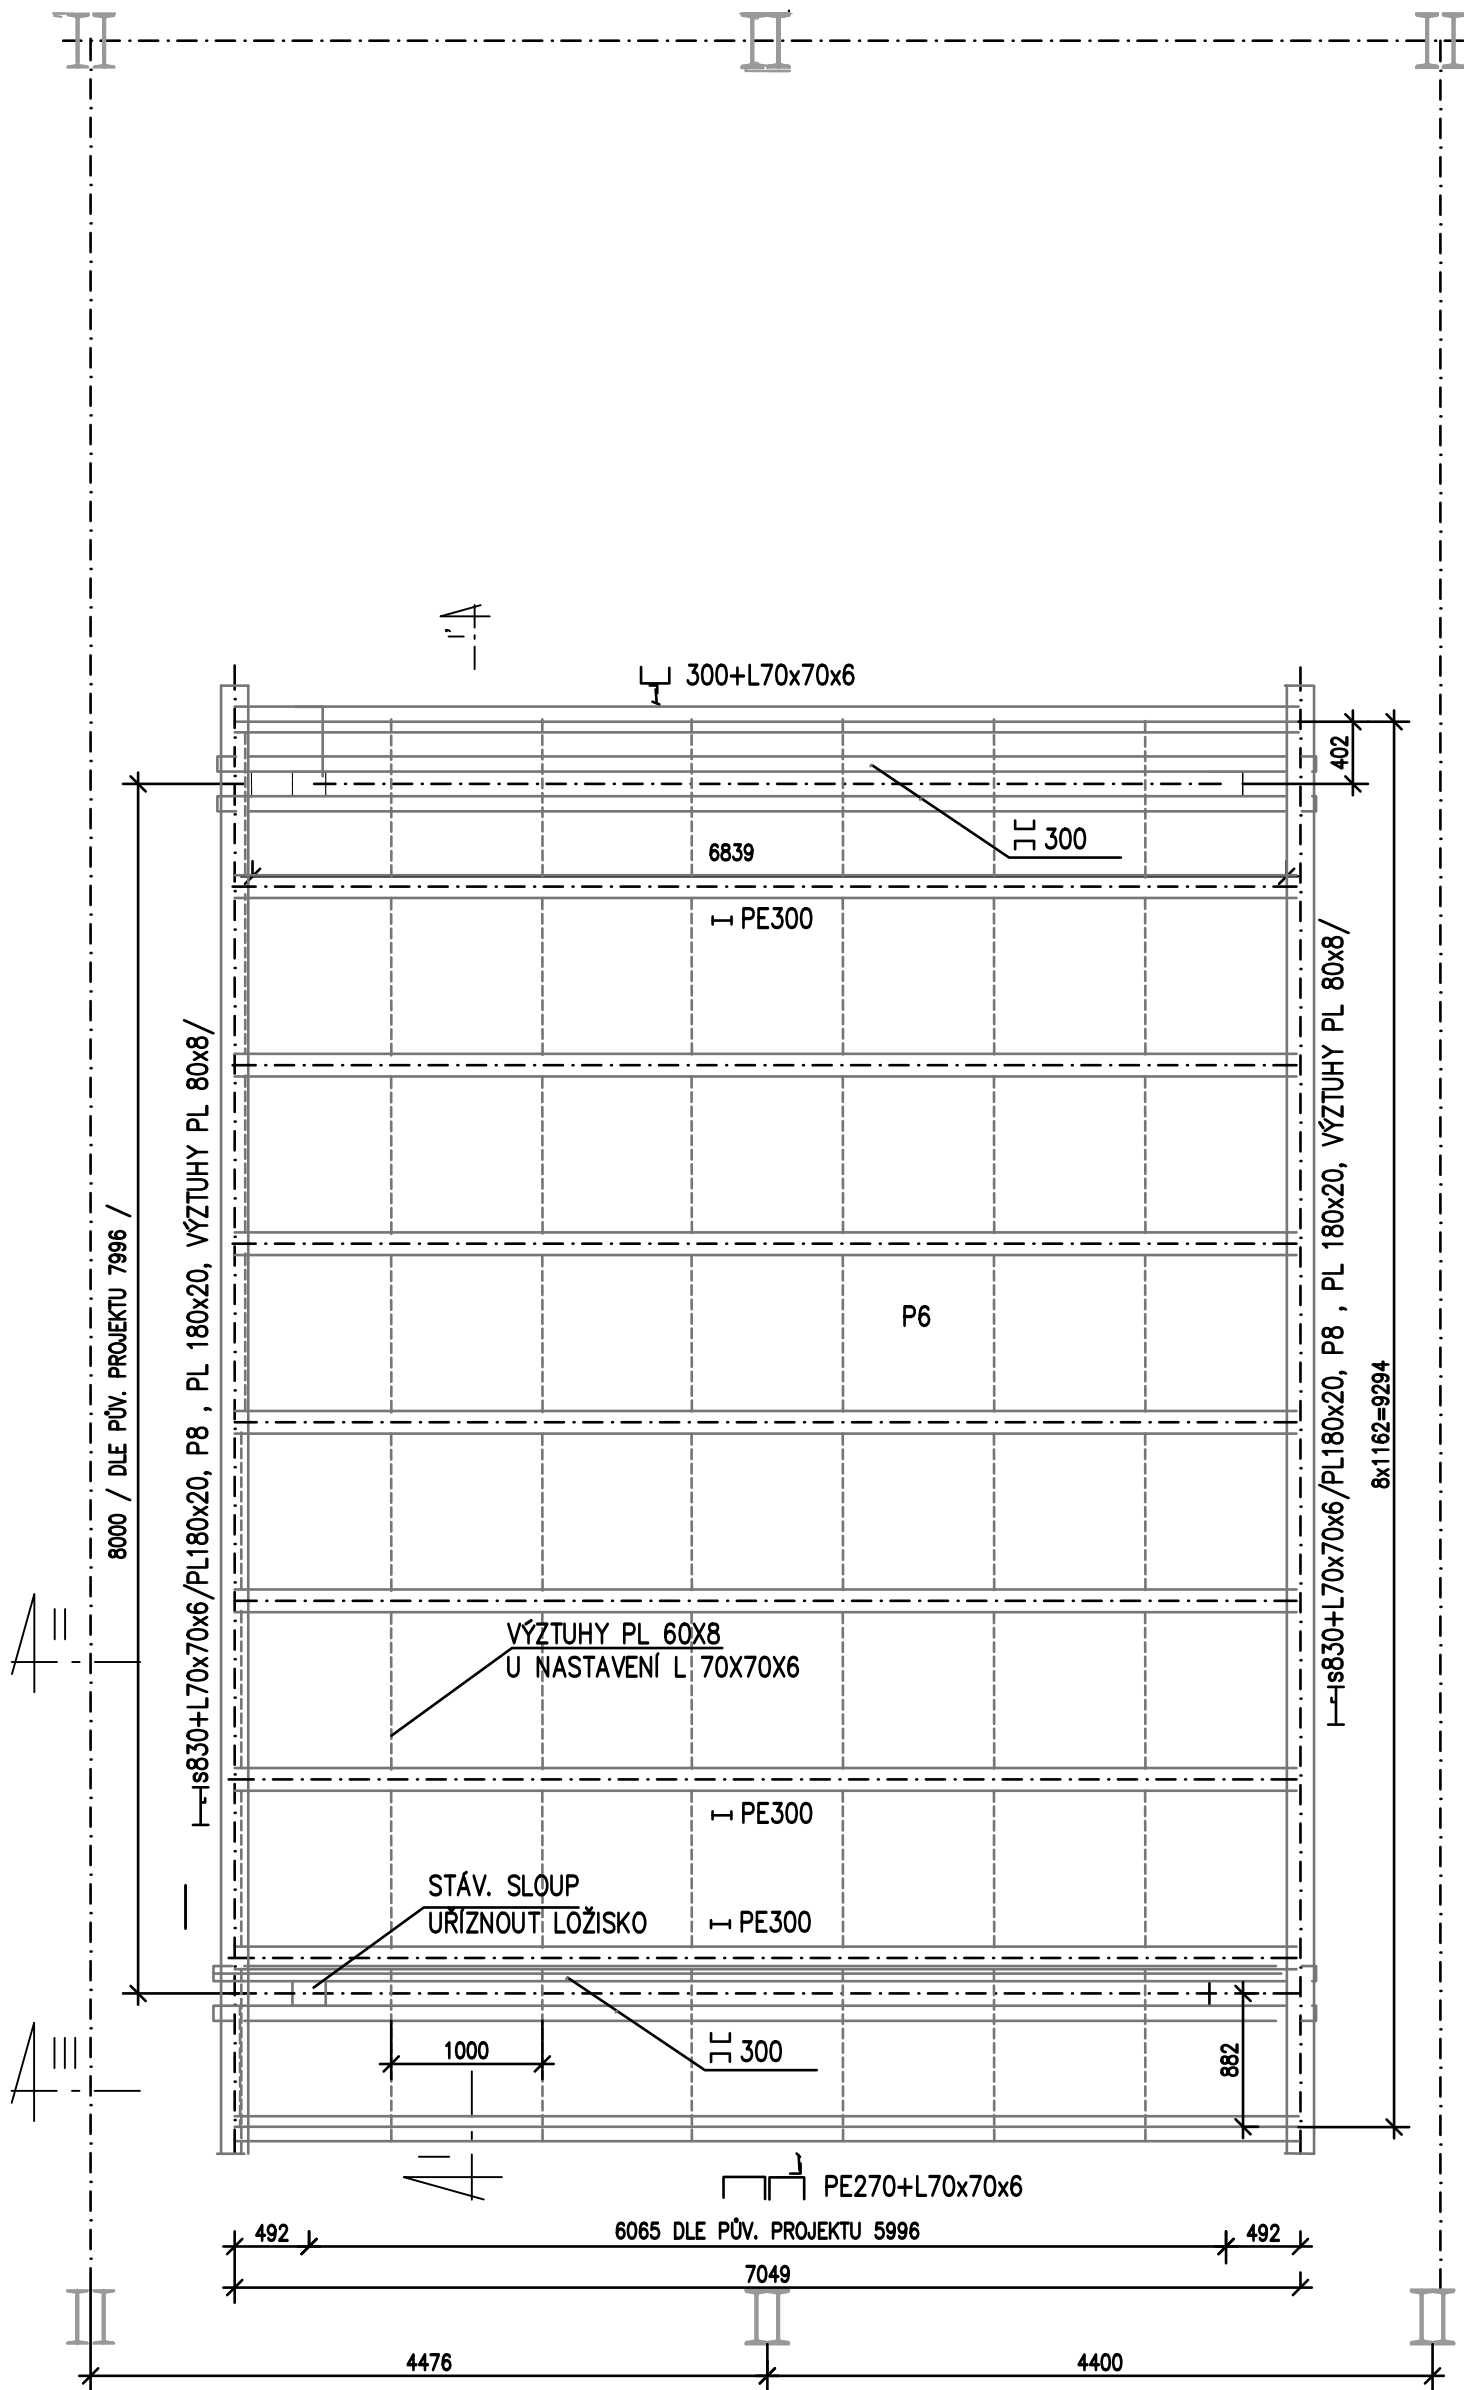 300+L70x70x6
402
300
6839
PE300
s830+L70x70x6/PL180x20, P8 , PL 180x20, VÝZTUHY PL 80x8/
s830+L70x70x6/PL180x20, P8 , PL 180x20, VÝZTUHY PL 80x8/
8000 / DLE PŮV. PROJEKTU 7996 /
P6
8x1162=9294
VÝZTUHY PL 60X8
U NASTAVENÍ L 70X70X6
PE300
STÁV. SLOUP
UŘÍZNOUT LOŽISKO
PE300
1000
300
882
PE270+L70x70x6
492
6065 DLE PŮV. PROJEKTU 5996
492
7049
4476
4400